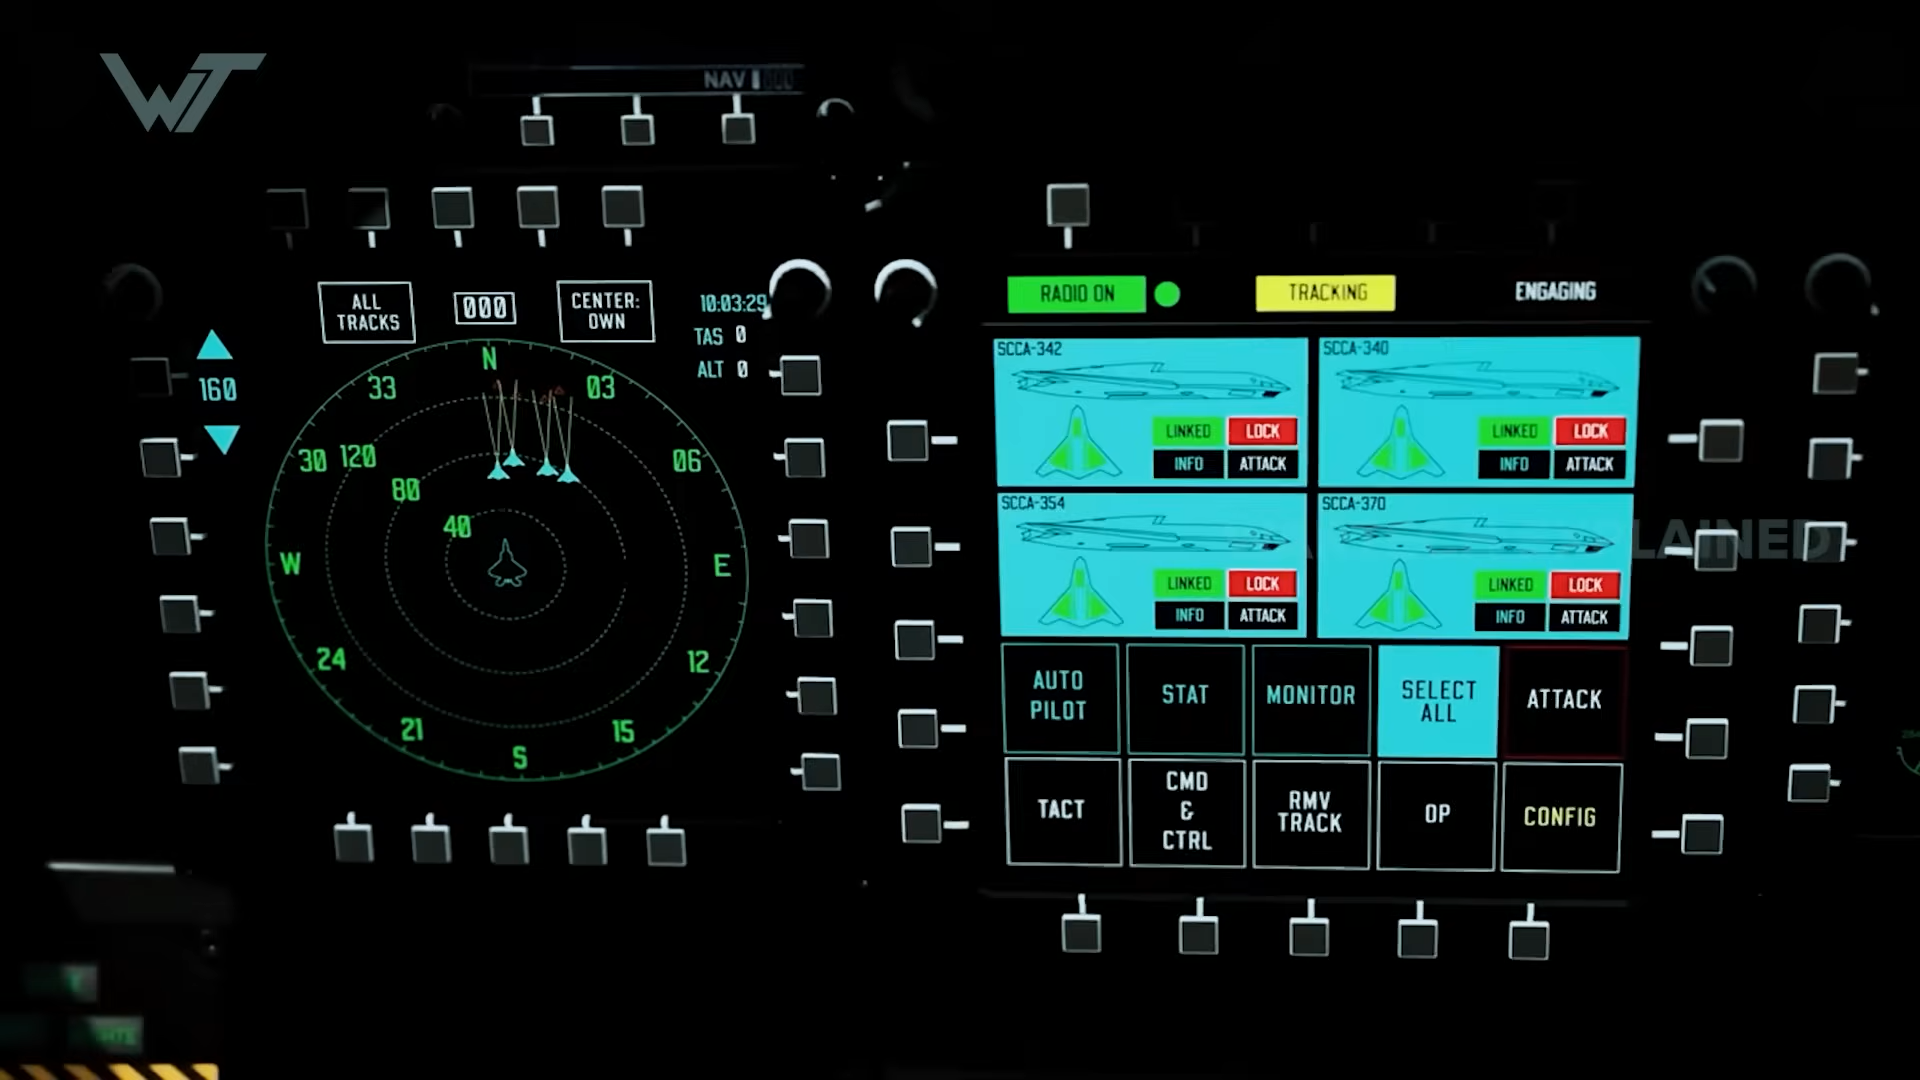 WT
NAV
ALL
TRACKS
000
CENTER:
OWN
10:03:29
TAS 0
ALT 0
160
N
33
03
30
120
06
80
40
W
E
24
12
21
15
S
RADIO ON
TRACKING
ENGAGING
SCCA-342
LINKED
LOCK
INFO
ATTACK
SCCA-340
LINKED
LOCK
INFO
ATTACK
SCCA-354
LINKED
LOCK
INFO
ATTACK
SCCA-370
LINKED
LOCK
INFO
ATTACK
AUTO
PILOT
STAT
MONITOR
SELECT
ALL
ATTACK
TACT
CMD
&
CTRL
RMV
TRACK
OP
CONFIG